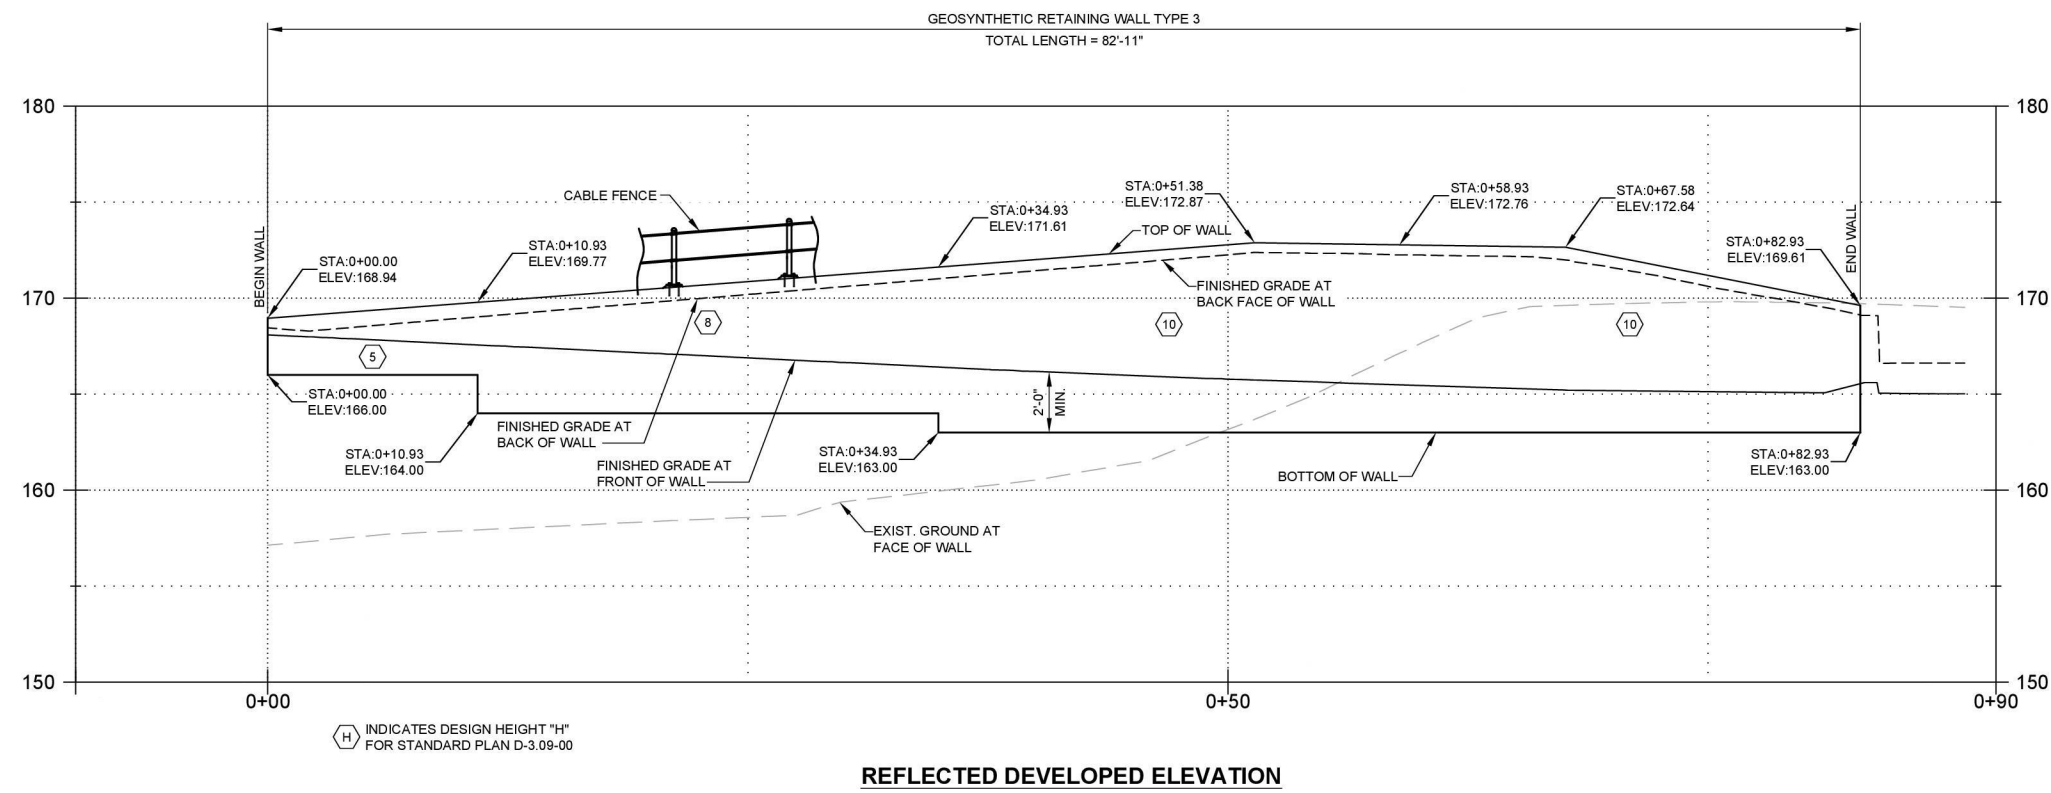 GEOSYNTHETIC RETAINING WALL TYPE 3
TOTAL LENGTH = 82'-11"
180
180
CABLE FENCE
STA:0+51.38
ELEV:172.87
STA:0+58.93
ELEV:172.76
STA:0+67.58
ELEV:172.64
STA:0+34.93
ELEV:171.61
TOP OF WALL
BEGIN WALL
STA:0+00.00
ELEV:168.94
STA:0+10.93
ELEV:169.77
STA:0+82.93
ELEV:169.61
END WALL
170
170
FINISHED GRADE AT
BACK FACE OF WALL
8
10
10
5
STA:0+00.00
ELEV:166.00
2'-0"
MIN.
FINISHED GRADE AT
BACK OF WALL
STA:0+10.93
ELEV:164.00
FINISHED GRADE AT
FRONT OF WALL
STA:0+34.93
ELEV:163.00
BOTTOM OF WALL
STA:0+82.93
ELEV:163.00
160
160
EXIST. GROUND AT
FACE OF WALL
150
150
0+00
0+50
0+90
H
INDICATES DESIGN HEIGHT "H"
FOR STANDARD PLAN D-3.09-00
REFLECTED DEVELOPED ELEVATION